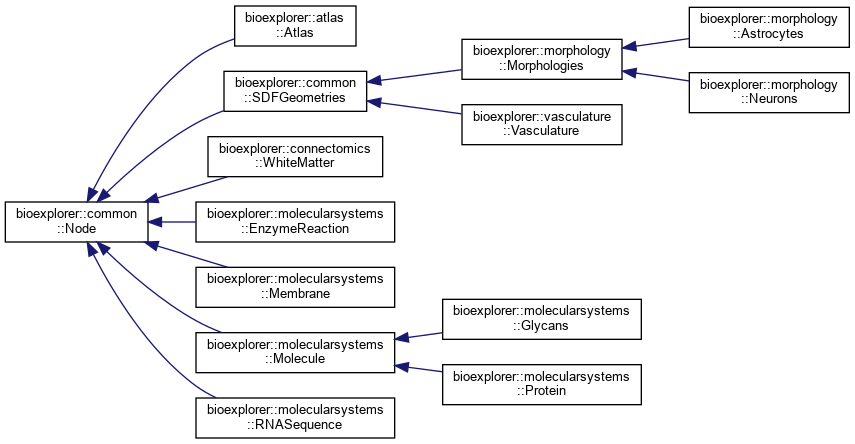 bioexplorer::atlas
::Atlas
bioexplorer::common
::SDFGeometries
bioexplorer::morphology
::Morphologies
bioexplorer::morphology
::Astrocytes
bioexplorer::morphology
::Neurons
bioexplorer::vasculature
::Vasculature
bioexplorer::connectomics
::WhiteMatter
bioexplorer::common
::Node
bioexplorer::molecularsystems
::EnzymeReaction
bioexplorer::molecularsystems
::Membrane
bioexplorer::molecularsystems
::Molecule
bioexplorer::molecularsystems
::Glycans
bioexplorer::molecularsystems
::Protein
bioexplorer::molecularsystems
::RNASequence